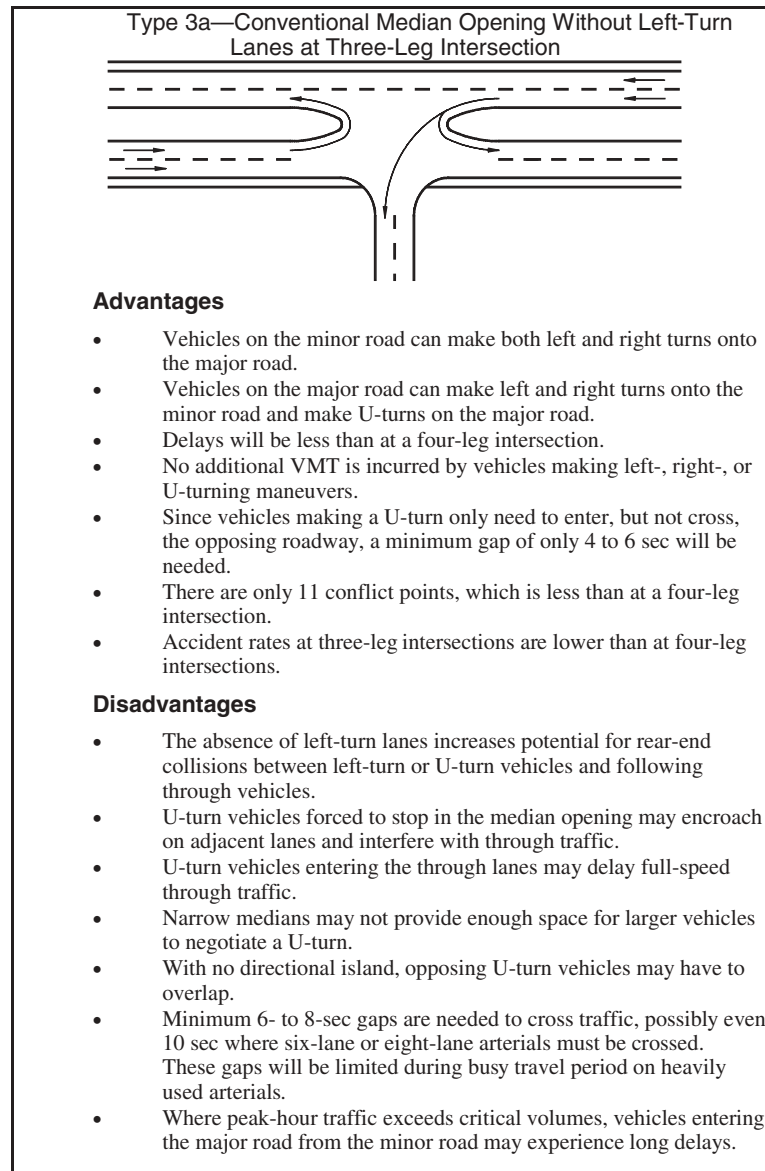 Type 3a—Conventional Median Opening Without Left-Turn
Lanes at Three-Leg Intersection
Advantages
• Vehicles on the minor road can make both left and right turns onto
the major road.
• Vehicles on the major road can make left and right turns onto the
minor road and make U-turns on the major road.
• Delays will be less than at a four-leg intersection.
• No additional VMT is incurred by vehicles making left-, right-, or
U-turning maneuvers.
• Since vehicles making a U-turn only need to enter, but not cross,
the opposing roadway, a minimum gap of only 4 to 6 sec will be
needed.
• There are only 11 conflict points, which is less than at a four-leg
intersection.
• Accident rates at three-leg intersections are lower than at four-leg
intersections.
Disadvantages
• The absence of left-turn lanes increases potential for rear-end
collisions between left-turn or U-turn vehicles and following
through vehicles.
• U-turn vehicles forced to stop in the median opening may encroach
on adjacent lanes and interfere with through traffic.
• U-turn vehicles entering the through lanes may delay full-speed
through traffic.
• Narrow medians may not provide enough space for larger vehicles
to negotiate a U-turn.
• With no directional island, opposing U-turn vehicles may have to
overlap.
• Minimum 6- to 8-sec gaps are needed to cross traffic, possibly even
10 sec where six-lane or eight-lane arterials must be crossed.
These gaps will be limited during busy travel period on heavily
used arterials.
• Where peak-hour traffic exceeds critical volumes, vehicles entering
the major road from the minor road may experience long delays.